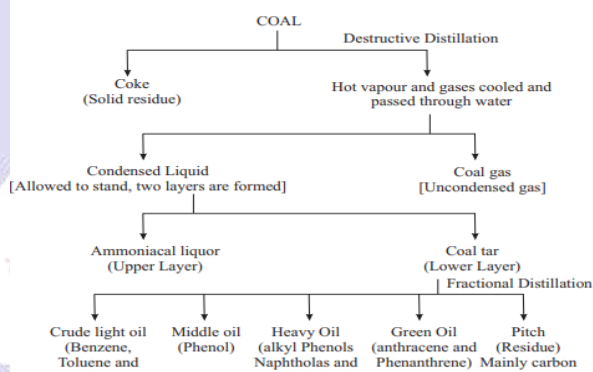 COAL
Destructive Distillation
Coke
(Solid residue)
Hot vapour and gases cooled and
passed through water
Condensed Liquid
[Allowed to stand, two layers are formed]
Coal gas
[Uncondensed gas]
Ammoniacal liquor
(Upper Layer)
Coal tar
(Lower Layer)
Fractional Distillation
Crude light oil
(Benzene,
Toluene and
Middle oil
(Phenol)
Heavy Oil
(alkyl Phenols
Naphtholas and
Green Oil
(anthracene and
Phenanthrene)
Pitch
(Residue)
Mainly carbon